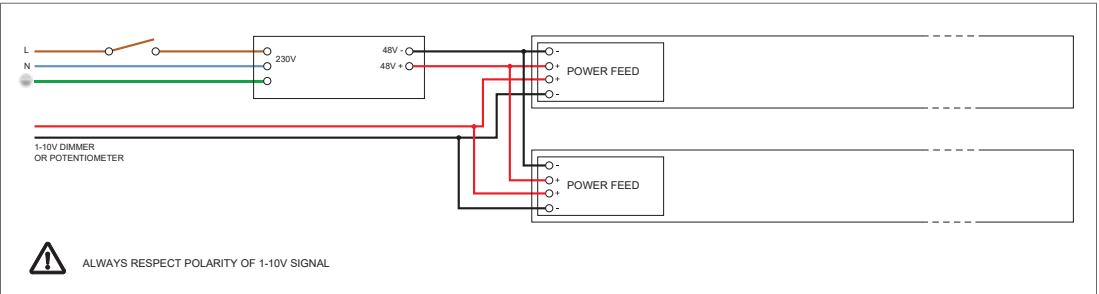 L
N
230V
48V -
48V +
-
+
+
-
POWER FEED
1-10V DIMMER
OR POTENTIOMETER
-
+
+
-
POWER FEED
ALWAYS RESPECT POLARITY OF 1-10V SIGNAL